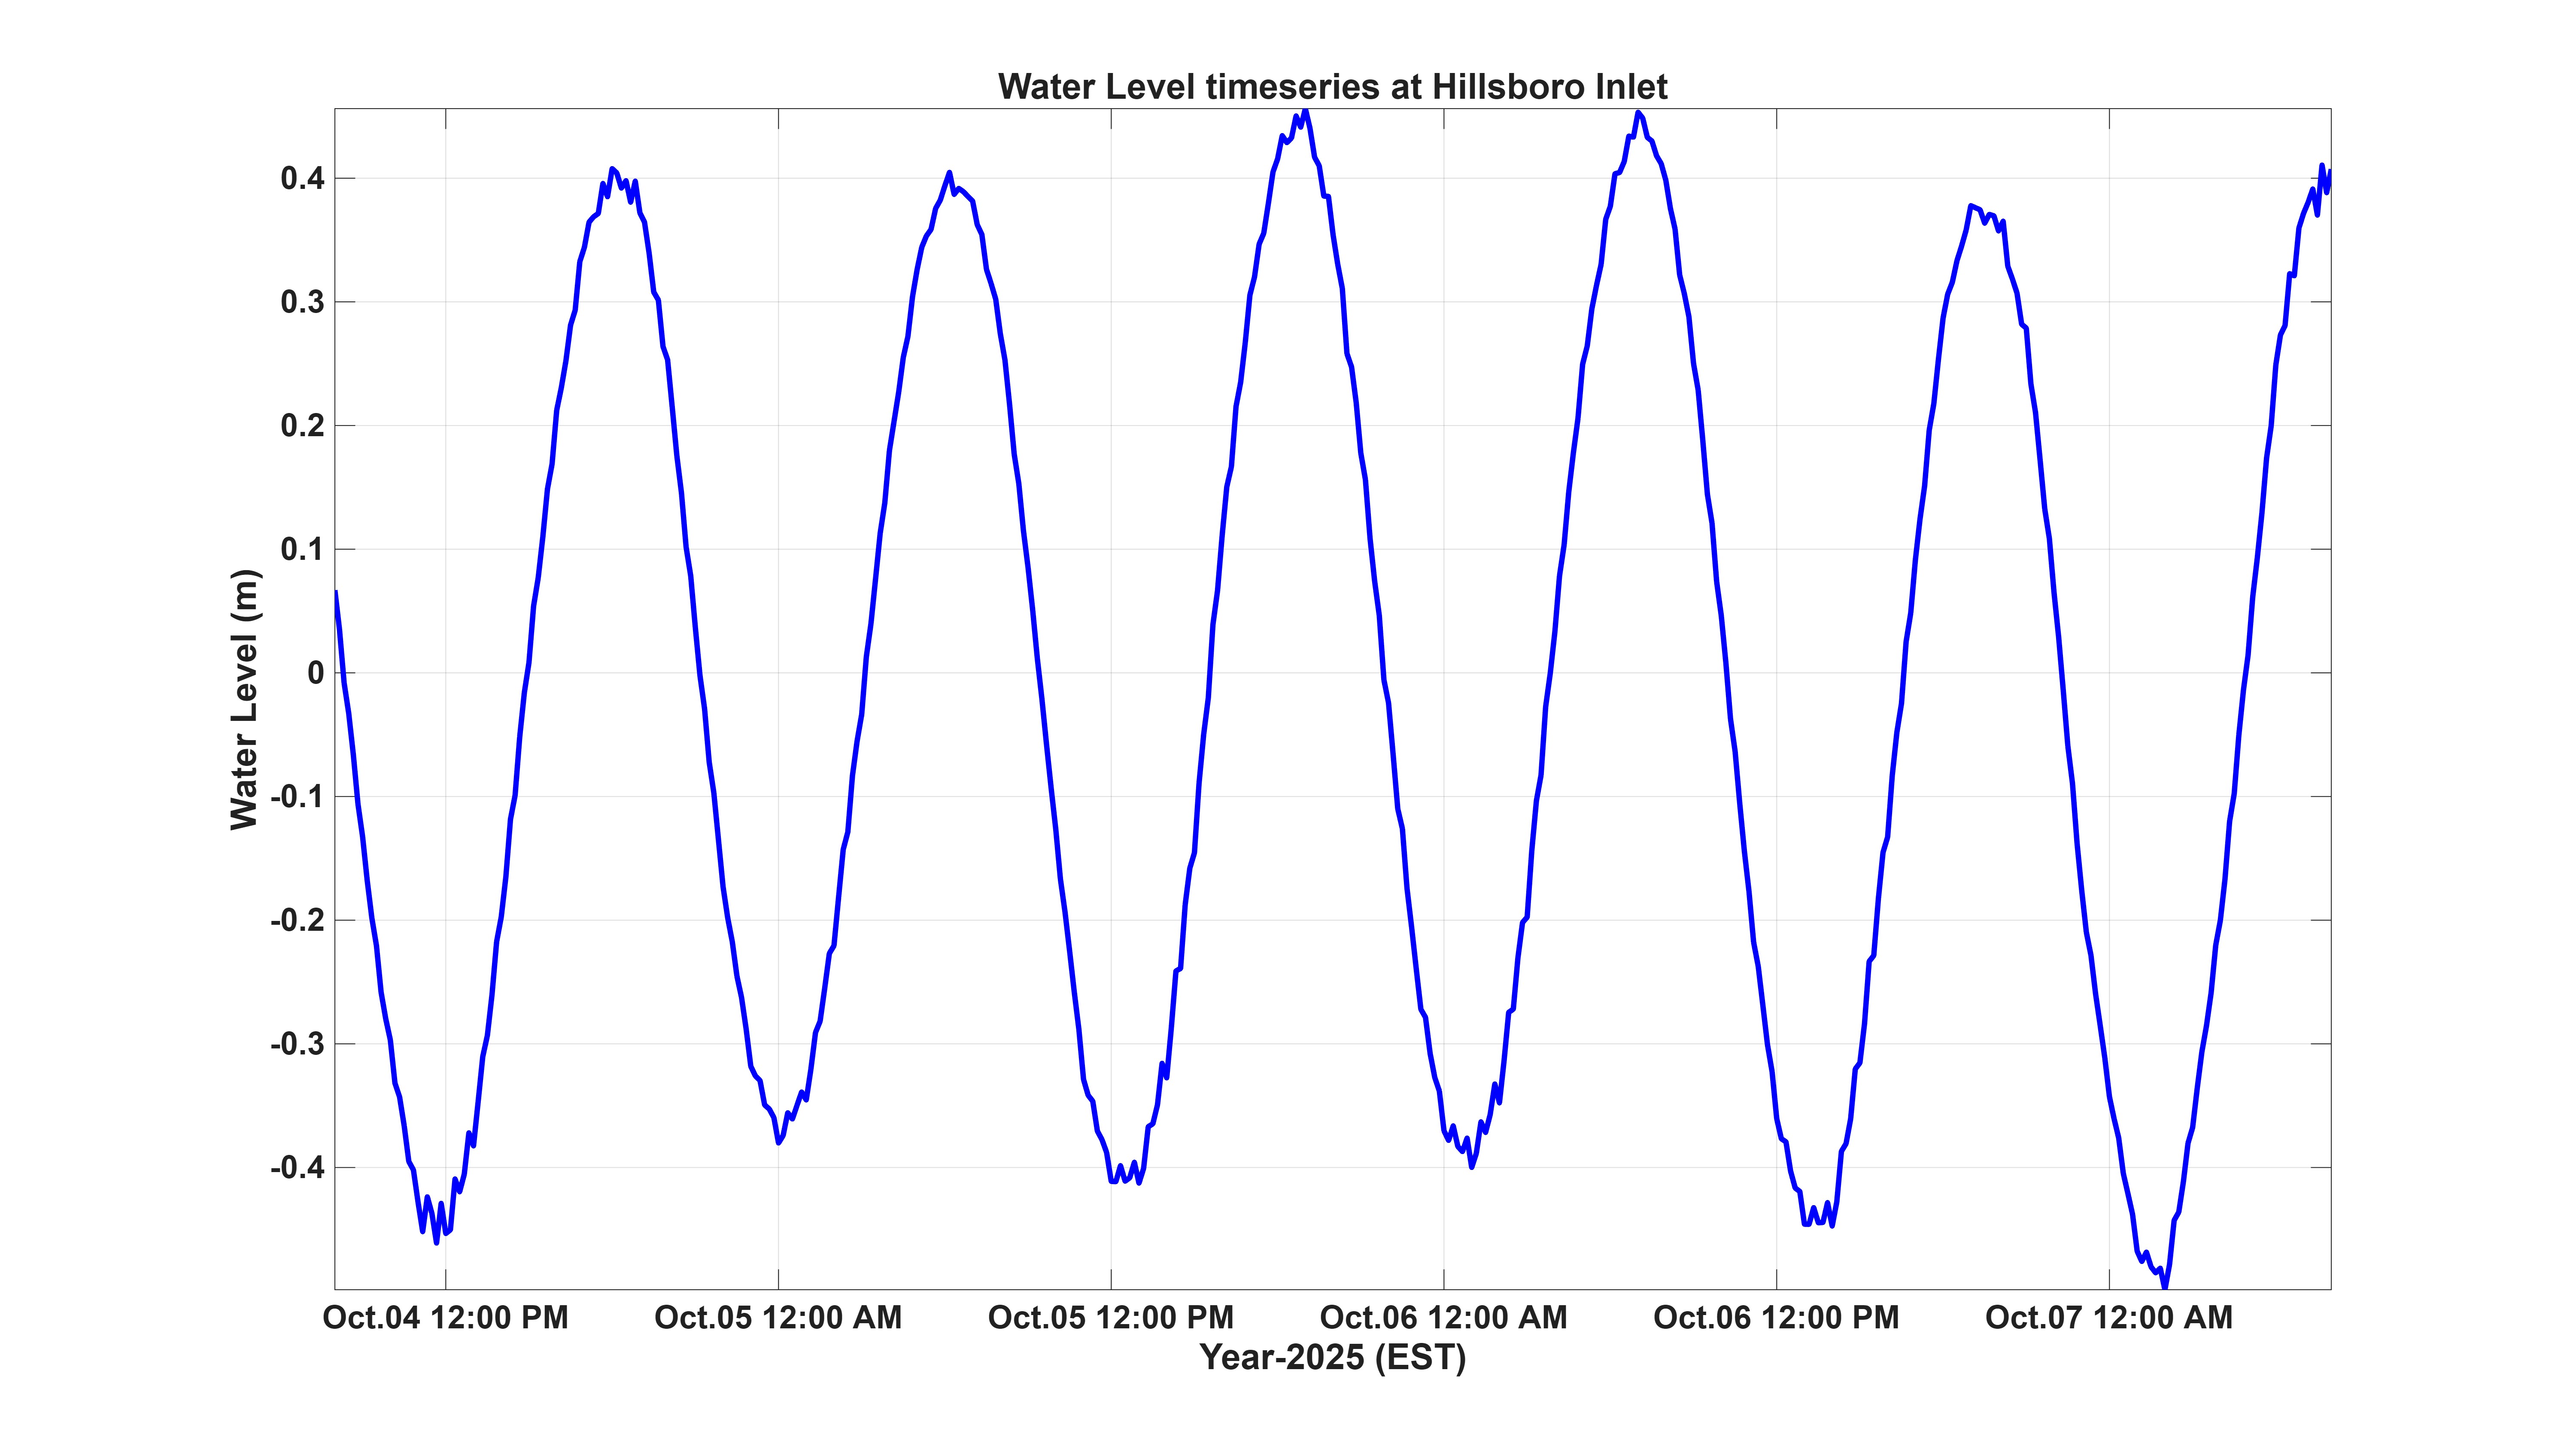 Water Level timeseries at Hillsboro Inlet
0.4
0.3
0.2
0.1
0
-0.1
-0.2
-0.3
-0.4
Water Level (m)
Oct.04 12:00 PM
Oct.05 12:00 AM
Oct.05 12:00 PM
Oct.06 12:00 AM
Oct.06 12:00 PM
Oct.07 12:00 AM
Year-2025 (EST)